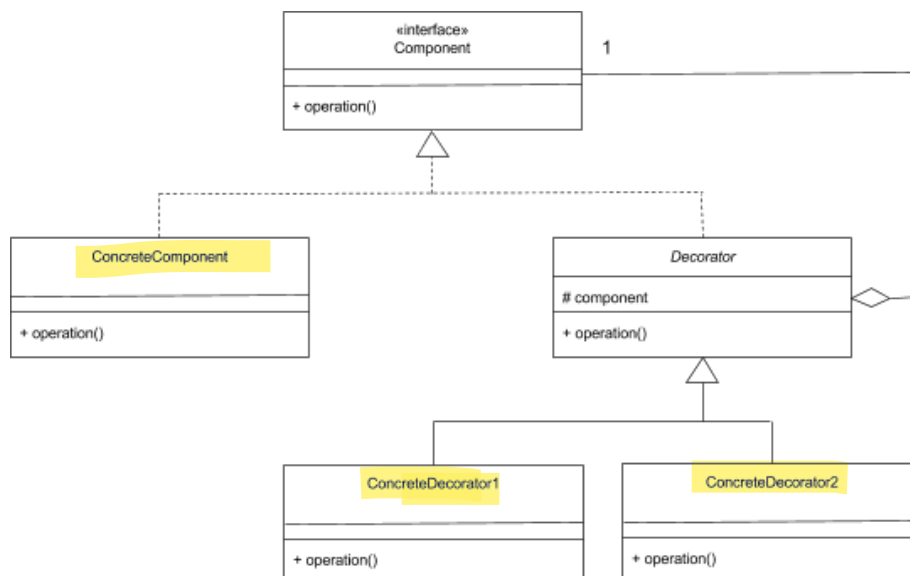 «interface»
Component
1
+ operation()
ConcreteComponent
+ operation()
Decorator
# component
+ operation()
ConcreteDecorator1
+ operation()
ConcreteDecorator2
+ operation()